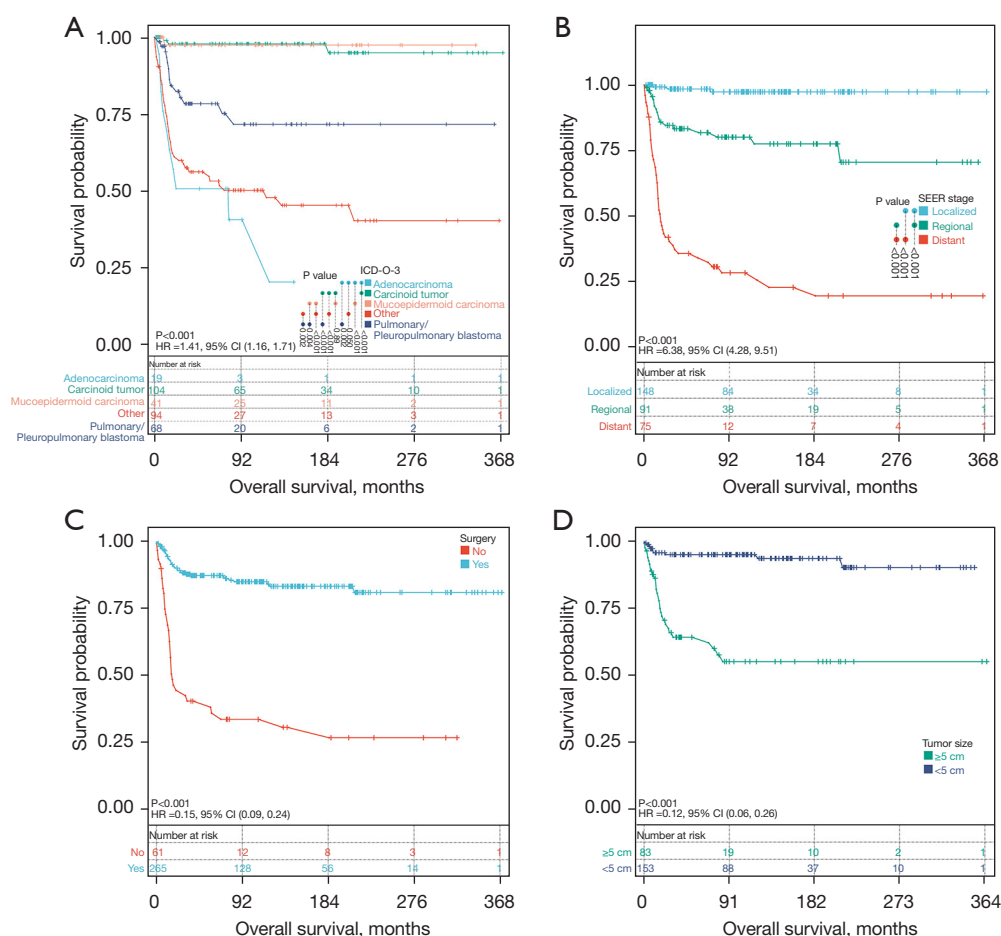 A
1.00
0.75
0.50
0.25
0.00
Survival probability
P value
ICD-O-3
Adenocarcinoma
Carcinoid tumor
Mucoepidermoid carcinoma
Other
Pulmonary/
Pleuropulmonary blastoma
P<0.001
HR =1.41, 95% CI (1.16, 1.71)
Number at risk
Adenocarcinoma 19 3 1 1 1
Carcinoid tumor 104 65 34 10 1
Mucoepidermoid carcinoma 41 25 11 2 1
Other 94 27 13 3 1
Pulmonary/
Pleuropulmonary blastoma 68 20 6 2 1
0 92 184 276 368
Overall survival, months
B
1.00
0.75
0.50
0.25
0.00
Survival probability
P value
SEER stage
Localized
Regional
Distant
<0.001
<0.001
<0.001
P<0.001
HR =6.38, 95% CI (4.28, 9.51)
Number at risk
Localized 148 84 34 8 1
Regional 91 38 19 5 1
Distant 75 12 7 4 1
0 91 182 273 364
Overall survival, months
C
1.00
0.75
0.50
0.25
0.00
Survival probability
Surgery
No
Yes
P<0.001
HR =0.15, 95% CI (0.09, 0.24)
Number at risk
No 61 12 8 3 1
Yes 265 128 56 14 1
0 92 184 276 368
Overall survival, months
D
1.00
0.75
0.50
0.25
0.00
Survival probability
Tumor size
≥5 cm
<5 cm
P<0.001
HR =0.12, 95% CI (0.06, 0.26)
Number at risk
≥5 cm 83 19 10 2 1
<5 cm 153 88 37 10 1
0 91 182 273 364
Overall survival, months